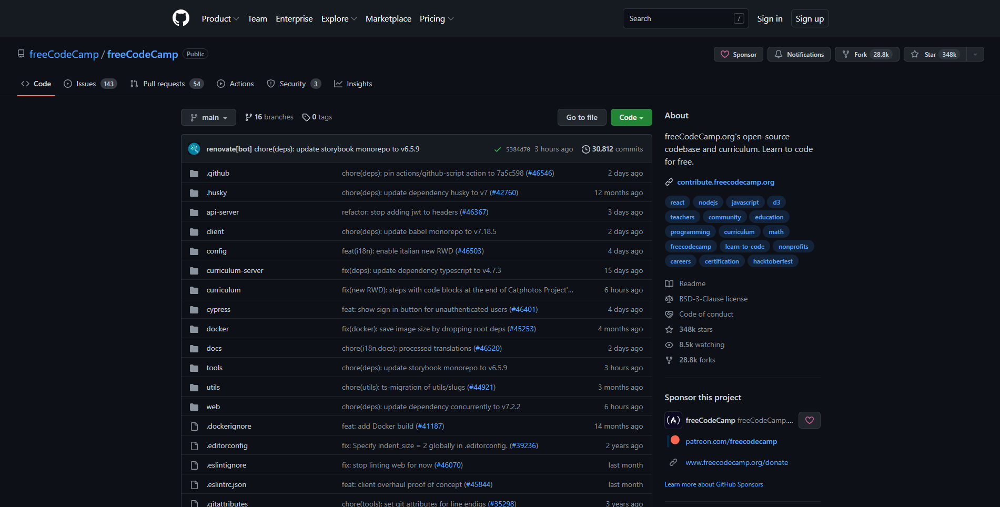 Product Team Enterprise Explore Marketplace Pricing Search / Sign in Sign up
freeCodeCamp / freeCodeCamp Public Sponsor Notifications Fork 28.8k Star 348k
Code Issues 143 Pull requests 54 Actions Security 3 Insights
main 16 branches 0 tags Go to file Code
renovate[bot] chore(deps): update storybook monorepo to v6.5.9 5384d70 3 hours ago 30,812 commits
.github chore(deps): pin actions/github-script action to 7a5c598 (#46546) 2 days ago
.husky chore(deps): update dependency husky to v7 (#42760) 12 months ago
api-server refactor: stop adding jwt to headers (#46367) 3 days ago
client chore(deps): update babel monorepo to v7.18.5 2 days ago
config feat(i18n): enable italian new RWD (#46503) 4 days ago
curriculum-server fix(deps): update dependency typescript to v4.7.3 15 days ago
curriculum fix(new RWD): steps with code blocks at the end of Catphotos Project'... 6 hours ago
cypress feat: show sign in button for unauthenticated users (#46401) 4 days ago
docker fix(docker): save image size by dropping root deps (#45253) 4 months ago
docs chore(i18n,docs): processed translations (#46520) 2 days ago
tools chore(deps): update storybook monorepo to v6.5.9 3 hours ago
utils chore(utils): ts-migration of utils/slugs (#44921) 3 months ago
web chore(deps): update dependency concurrently to v7.2.2 6 hours ago
.dockerignore feat: add Docker build (#41187) 14 months ago
.editorconfig fix: Specify indent_size = 2 globally in .editorconfig. (#39236) 2 years ago
.eslintignore fix: stop linting web for now (#46070) last month
.eslintrc.json feat: client overhaul proof of concept (#45844) last month
.gitattributes chore(tools): set git attributes for line endigs (#35298) 3 years ago
About
freeCodeCamp.org's open-source
codebase and curriculum. Learn to code
for free.
contribute.freecodecamp.org
react nodejs javascript d3
teachers community education
programming curriculum math
freecodecamp learn-to-code nonprofits
careers certification hacktoberfest
Readme
BSD-3-Clause license
Code of conduct
348k stars
8.5k watching
28.8k forks
Sponsor this project
freeCodeCamp freeCodeCamp....
patreon.com/freecodecamp
www.freecodecamp.org/donate
Learn more about GitHub Sponsors